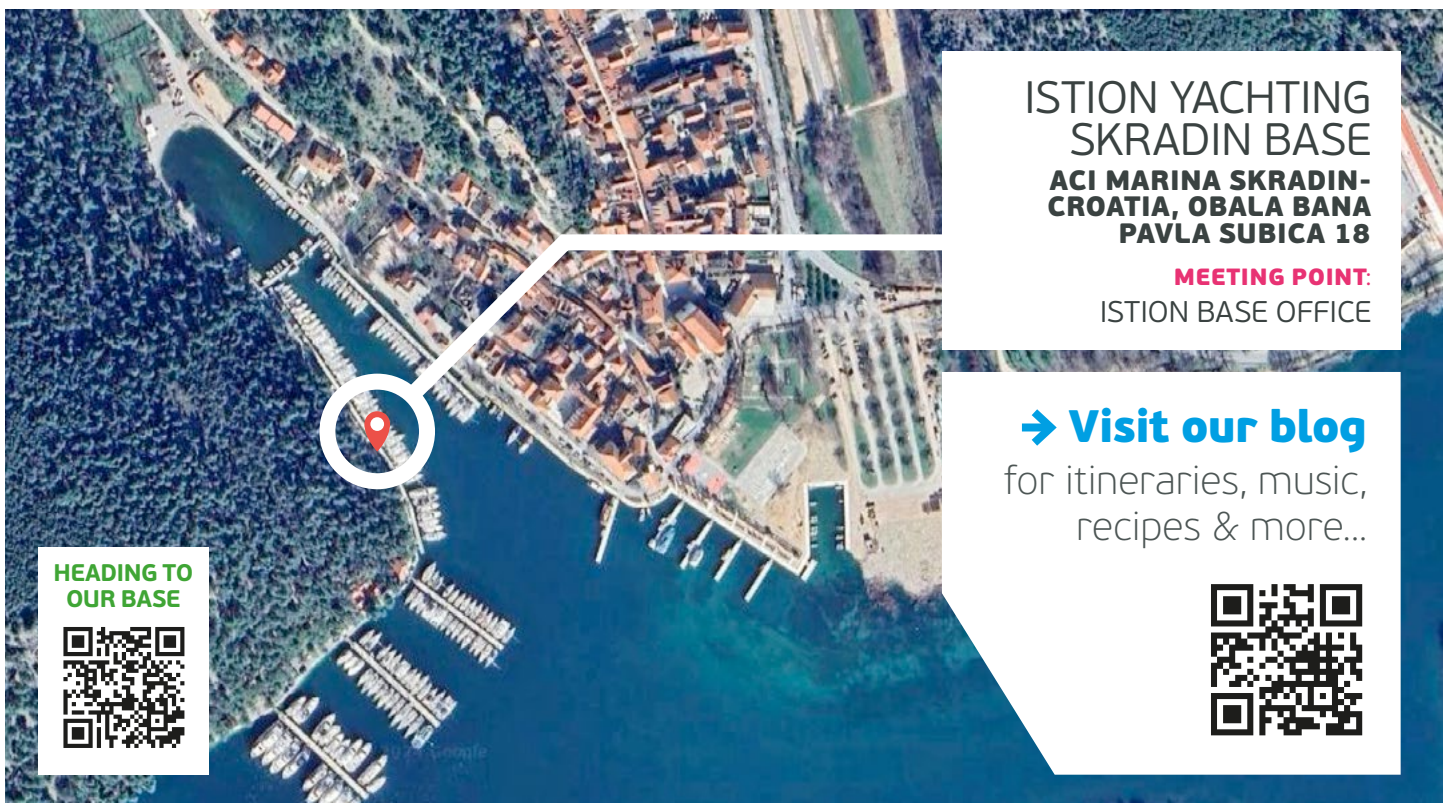 ISTION YACHTING
SKRADIN BASE
ACI MARINA SKRADIN-
CROATIA, OBALA BANA
PAVLA SUBICA 18
MEETING POINT:
ISTION BASE OFFICE
→ Visit our blog
for itineraries, music,
recipes & more...
HEADING TO
OUR BASE
Google